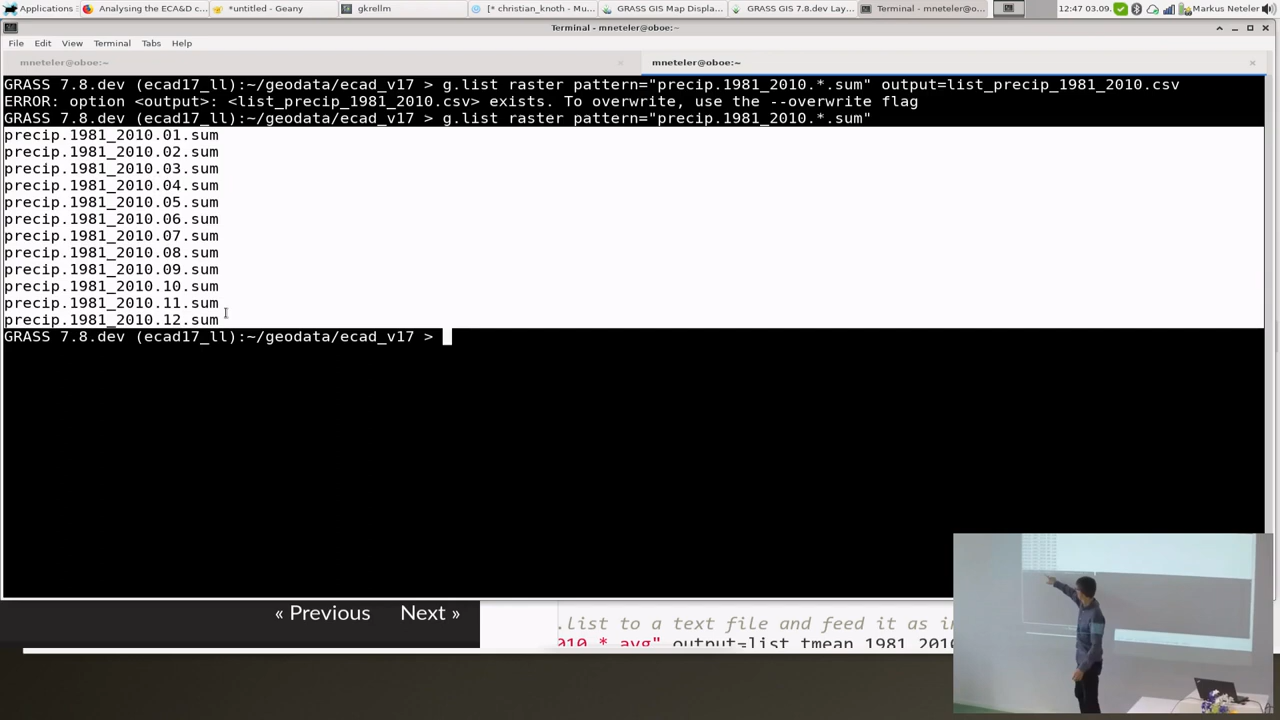 Applications
Analysing the ECA&D c...
*untitled - Geany
gkrellm
[* christian_knoth - Mu...
GRASS GIS Map Displa...
GRASS GIS 7.8.dev Lay...
Terminal - mneteler@o...
12:47 03.09.
Markus Neteler
Terminal - mneteler@oboe:~
File Edit View Terminal Tabs Help
mneteler@oboe:~
mneteler@oboe:~
GRASS 7.8.dev (ecad17_ll):~/geodata/ecad_v17 > g.list raster pattern="precip.1981_2010.*.sum" output=list_precip_1981_2010.csv
ERROR: option <output>: <list_precip_1981_2010.csv> exists. To overwrite, use the --overwrite flag
GRASS 7.8.dev (ecad17_ll):~/geodata/ecad_v17 > g.list raster pattern="precip.1981_2010.*.sum"
precip.1981_2010.01.sum
precip.1981_2010.02.sum
precip.1981_2010.03.sum
precip.1981_2010.04.sum
precip.1981_2010.05.sum
precip.1981_2010.06.sum
precip.1981_2010.07.sum
precip.1981_2010.08.sum
precip.1981_2010.09.sum
precip.1981_2010.10.sum
precip.1981_2010.11.sum
precip.1981_2010.12.sum
GRASS 7.8.dev (ecad17_ll):~/geodata/ecad_v17 >
« Previous Next »
.list to a text file and feed it as in
010.*.avg" output=list_tmean_1981_2010